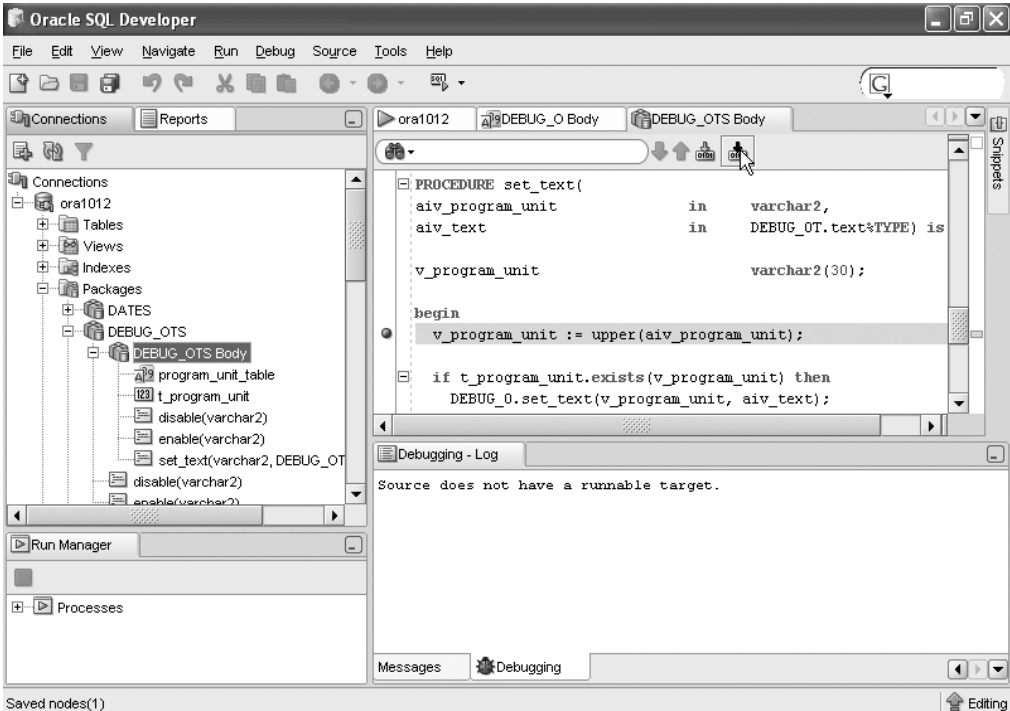 Oracle SQL Developer
File Edit View Navigate Run Debug Source Tools Help
SQL
G
Connections Reports
Connections
ora1012
Tables
Views
Indexes
Packages
DATES
DEBUG_OTS
DEBUG_OTS Body
program_unit_table
t_program_unit
disable(varchar2)
enable(varchar2)
set_text(varchar2, DEBUG_OT
disable(varchar2)
enable(varchar2)
Run Manager
Processes
ora1012 DEBUG_O Body DEBUG_OTS Body
Snippets
PROCEDURE set_text(
aiv_program_unit in varchar2,
aiv_text in DEBUG_OT.text%TYPE) is
v_program_unit varchar2(30);
begin
v_program_unit := upper(aiv_program_unit);
if t_program_unit.exists(v_program_unit) then
DEBUG_O.set_text(v_program_unit, aiv_text);
Debugging - Log
Source does not have a runnable target.
Messages Debugging
Saved nodes(1) Editing